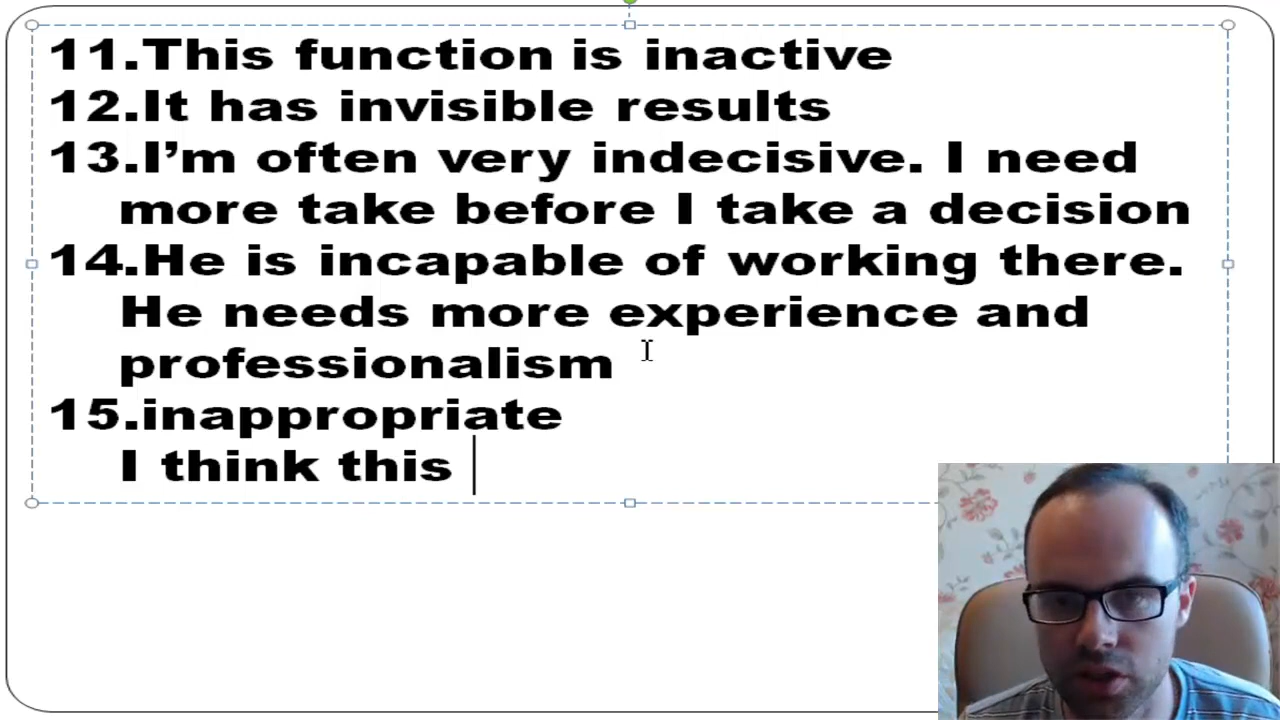 11.This function is inactive
12.It has invisible results
13.I'm often very indecisive. I need
more take before I take a decision
14.He is incapable of working there.
He needs more experience and
professionalism
15.inappropriate
I think this